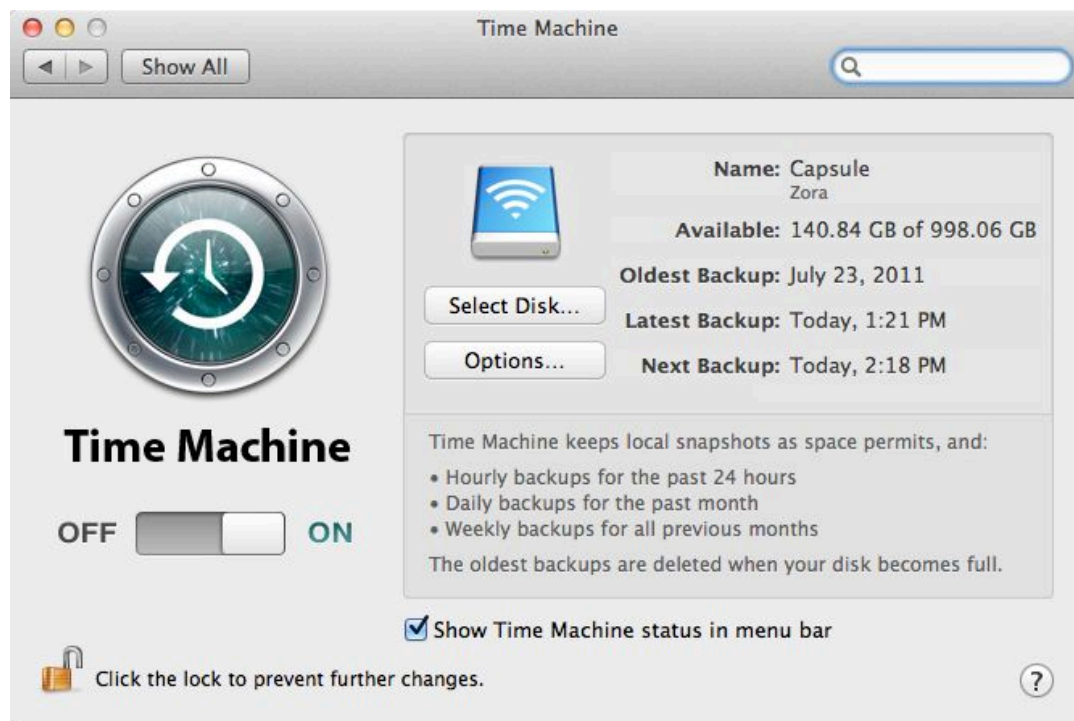 Time Machine
Show All
Name: Capsule
Zora
Available: 140.84 GB of 998.06 GB
Oldest Backup: July 23, 2011
Select Disk...
Latest Backup: Today, 1:21 PM
Options...
Next Backup: Today, 2:18 PM
Time Machine
OFF ON
Time Machine keeps local snapshots as space permits, and:
• Hourly backups for the past 24 hours
• Daily backups for the past month
• Weekly backups for all previous months
The oldest backups are deleted when your disk becomes full.
Show Time Machine status in menu bar
Click the lock to prevent further changes.
?